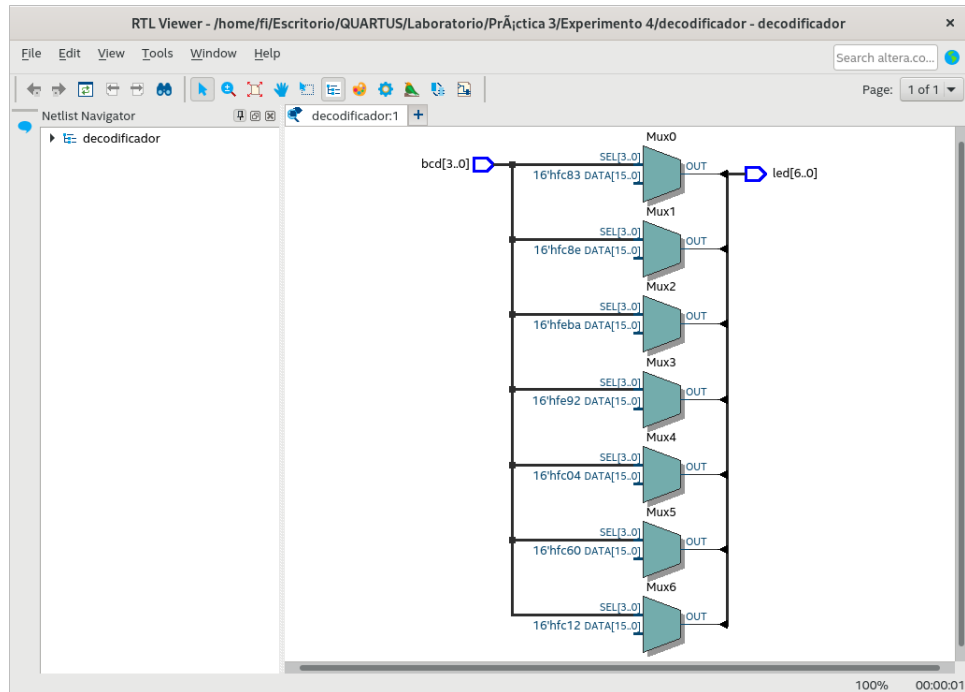 RTL Viewer - /home/fi/Escritorio/QUARTUS/Laboratorio/PrÃ¡ctica 3/Experimento 4/decodificador - decodificador
File Edit View Tools Window Help
Search altera.co...
Page: 1 of 1
Netlist Navigator
decodificador:1
decodificador
Mux0
bcd[3..0]
SEL[3..0]
OUT
led[6..0]
16'hfc83 DATA[15..0]
Mux1
SEL[3..0]
OUT
16'hfc8e DATA[15..0]
Mux2
SEL[3..0]
OUT
16'hfeba DATA[15..0]
Mux3
SEL[3..0]
OUT
16'hfe92 DATA[15..0]
Mux4
SEL[3..0]
OUT
16'hfc04 DATA[15..0]
Mux5
SEL[3..0]
OUT
16'hfc60 DATA[15..0]
Mux6
SEL[3..0]
OUT
16'hfc12 DATA[15..0]
100% 00:00:01